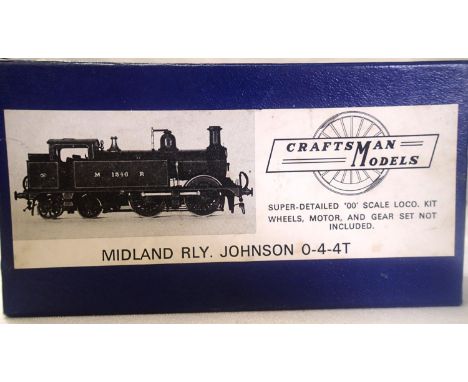 M 1540 R
CRAFTSMAN
MODELS
SUPER-DETAILED '00' SCALE LOCO. KIT
WHEELS, MOTOR, AND GEAR SET NOT
INCLUDED.
MIDLAND RLY. JOHNSON 0-4-4T